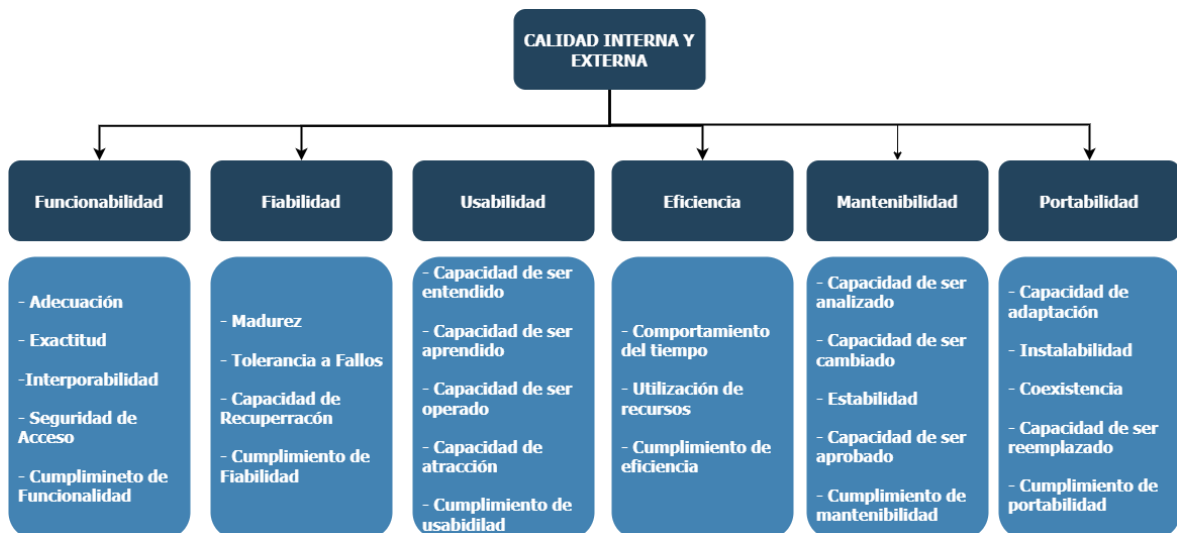 CALIDAD INTERNA Y
EXTERNA
Funcionabilidad
Fiabilidad
Usabilidad
Eficiencia
Mantenibilidad
Portabilidad
- Adecuación
- Exactitud
-Interporabilidad
- Seguridad de
Acceso
- Cumplimineto de
Funcionalidad
- Madurez
- Tolerancia a Fallos
- Capacidad de
Recuperracón
- Cumplimiento de
Fiabilidad
- Capacidad de ser
entendido
- Capacidad de ser
aprendido
- Capacidad de ser
operado
- Capacidad de
atracción
- Cumplimiento de
usabidilad
- Comportamiento
del tiempo
- Utilización de
recursos
- Cumplimiento de
eficiencia
- Capacidad de ser
analizado
- Capacidad de ser
cambiado
- Estabilidad
- Capacidad de ser
aprobado
- Cumplimiento de
mantenibilidad
- Capacidad de
adaptación
- Instalabilidad
- Coexistencia
- Capacidad de ser
reemplazado
- Cumplimiento de
portabilidad